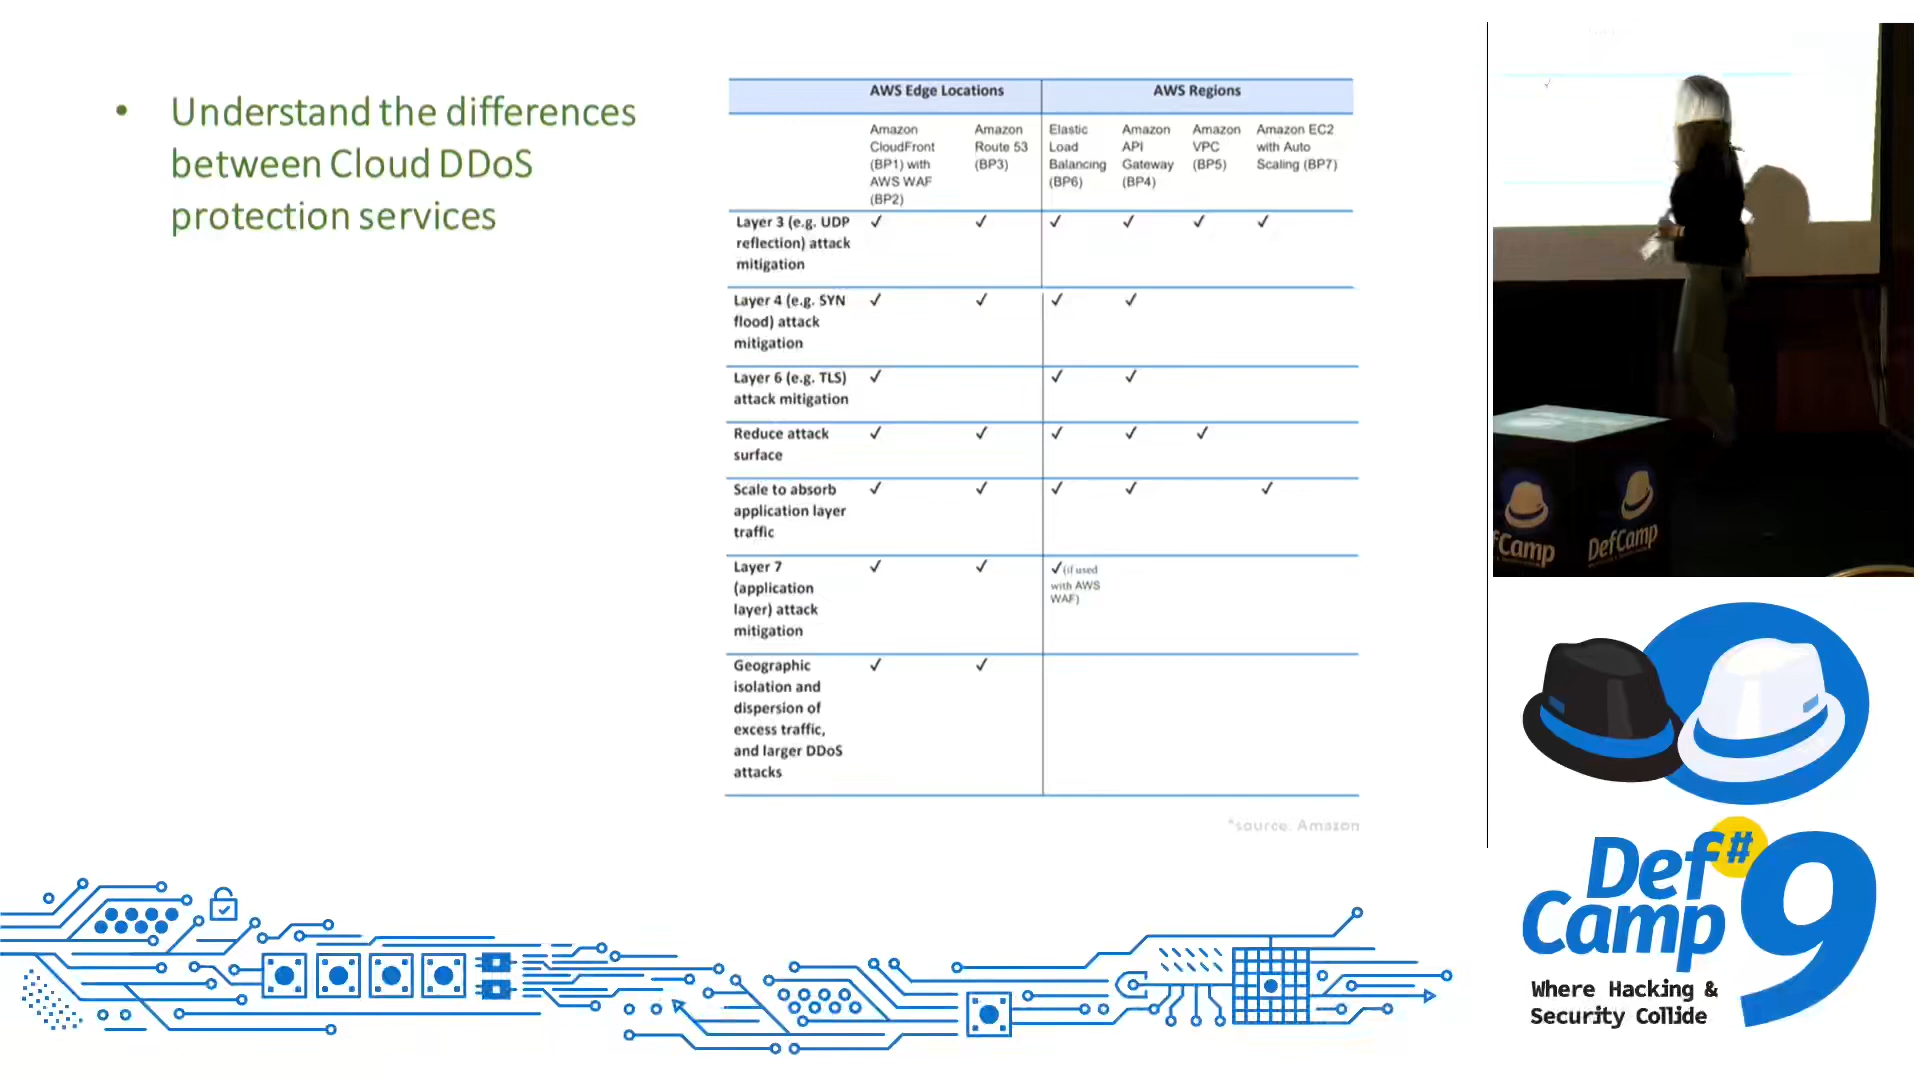 • Understand the differences
between Cloud DDoS
protection services
AWS Edge Locations
AWS Regions
Amazon
CloudFront
(BP1) with
AWS WAF
(BP2)
Amazon
Route 53
(BP3)
Elastic
Load
Balancing
(BP6)
Amazon
API
Gateway
(BP4)
Amazon
VPC
(BP5)
Amazon EC2
with Auto
Scaling (BP7)
Layer 3 (e.g. UDP ✓ ✓ ✓ ✓ ✓ ✓
reflection) attack
mitigation
Layer 4 (e.g. SYN ✓ ✓ ✓ ✓
flood) attack
mitigation
Layer 6 (e.g. TLS) ✓ ✓ ✓
attack mitigation
Reduce attack ✓ ✓ ✓ ✓ ✓
surface
Scale to absorb ✓ ✓ ✓ ✓ ✓
application layer
traffic
Layer 7 ✓ ✓ ✓ (if used
with AWS
WAF)
(application
layer) attack
mitigation
Geographic ✓ ✓
isolation and
dispersion of
excess traffic,
and larger DDoS
attacks
*source: Amazon
fCamp
DefCamp
Def #
Camp 9
Where Hacking &
Security Collide